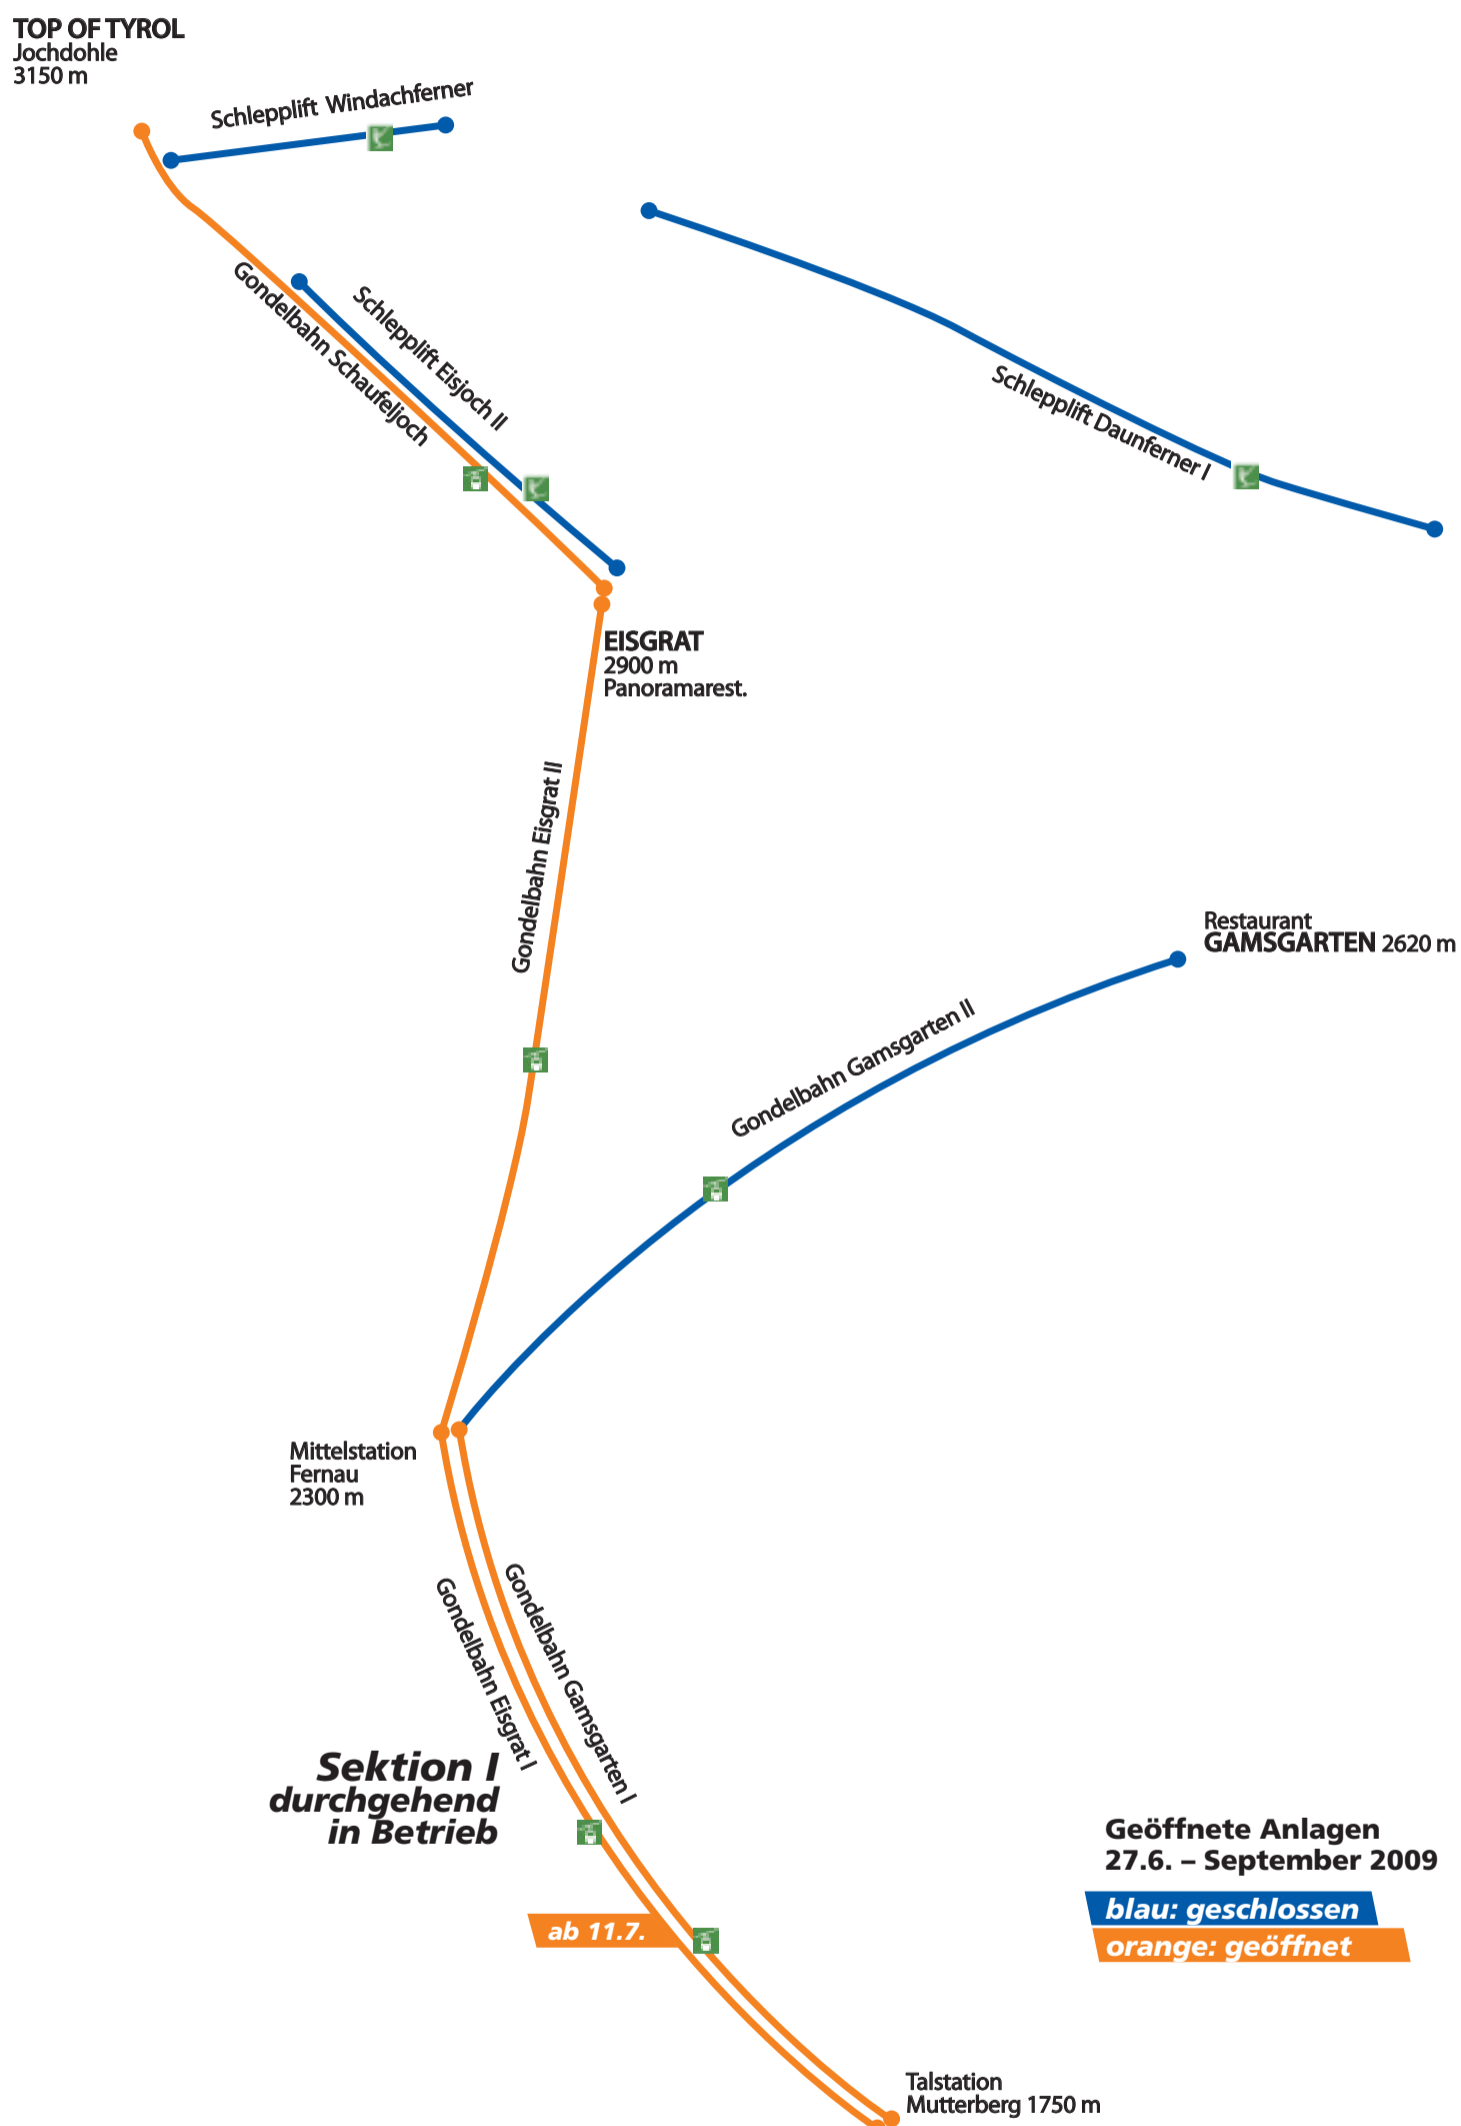 TOP OF TYROL
Jochdohle
3150 m
Schlepplift Windachferner
Gondelbahn Schaufeljoch
Schlepplift Eisjoch II
Schlepplift Daunferner I
EISGRAT
2900 m
Panoramarest.
Gondelbahn Eisgrat II
Restaurant
GAMSGARTEN 2620 m
Gondelbahn Gamsgarten II
Mittelstation
Fernau
2300 m
Gondelbahn Eisgrat I
Gondelbahn Gamsgarten I
Sektion I
durchgehend
in Betrieb
ab 11.7.
Geöffnete Anlagen
27.6. – September 2009
blau: geschlossen
orange: geöffnet
Talstation
Mutterberg 1750 m